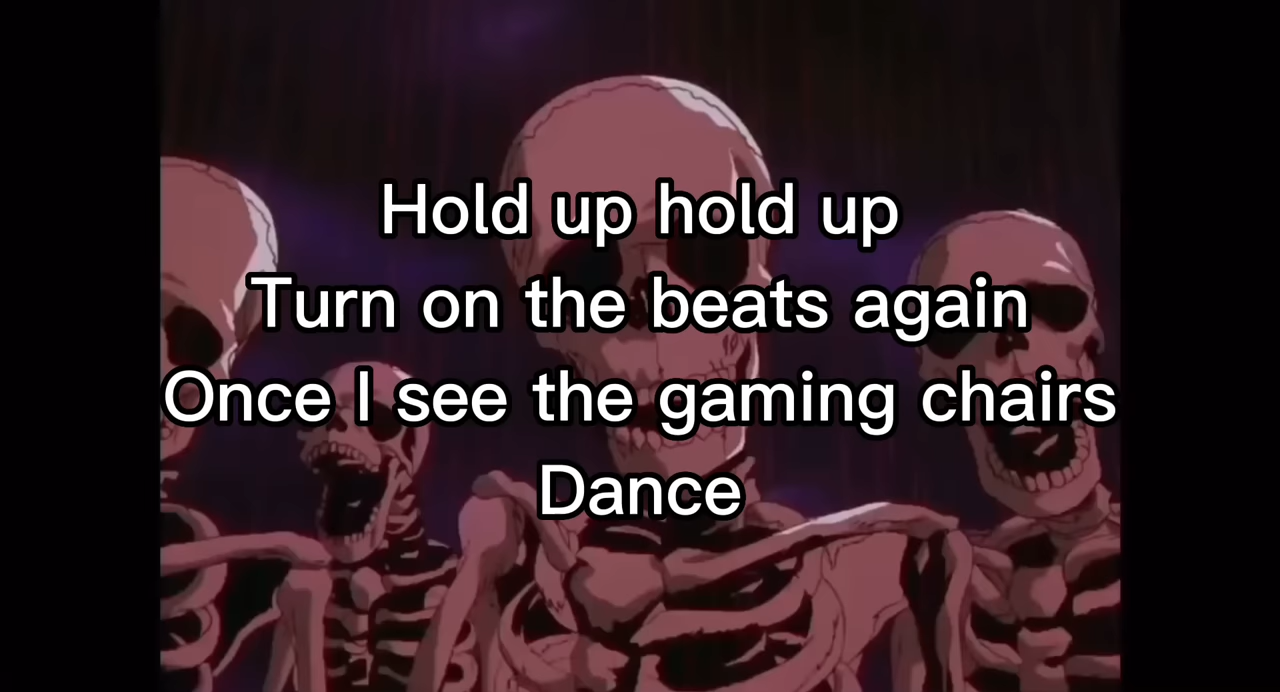 Hold up hold up
Turn on the beats again
Once I see the gaming chairs
Dance